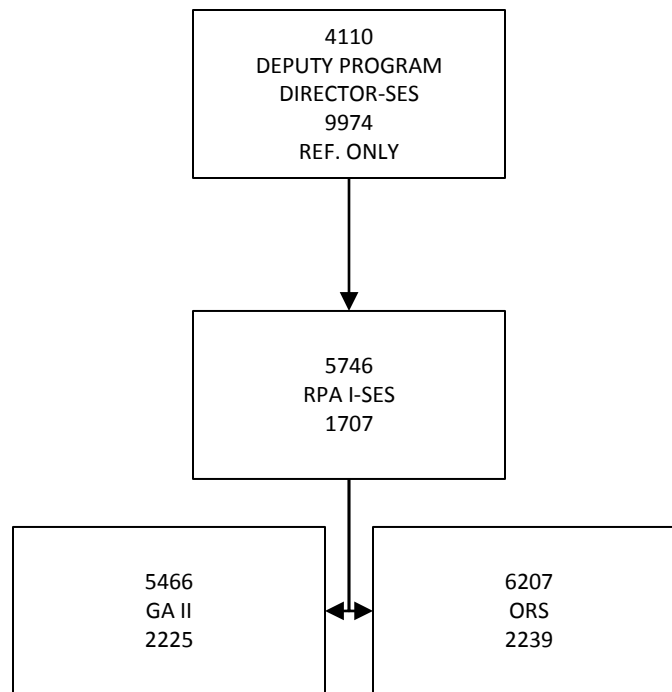 4110
DEPUTY PROGRAM
DIRECTOR-SES
9974
REF. ONLY
5746
RPA I-SES
1707
5466
GA II
2225
6207
ORS
2239